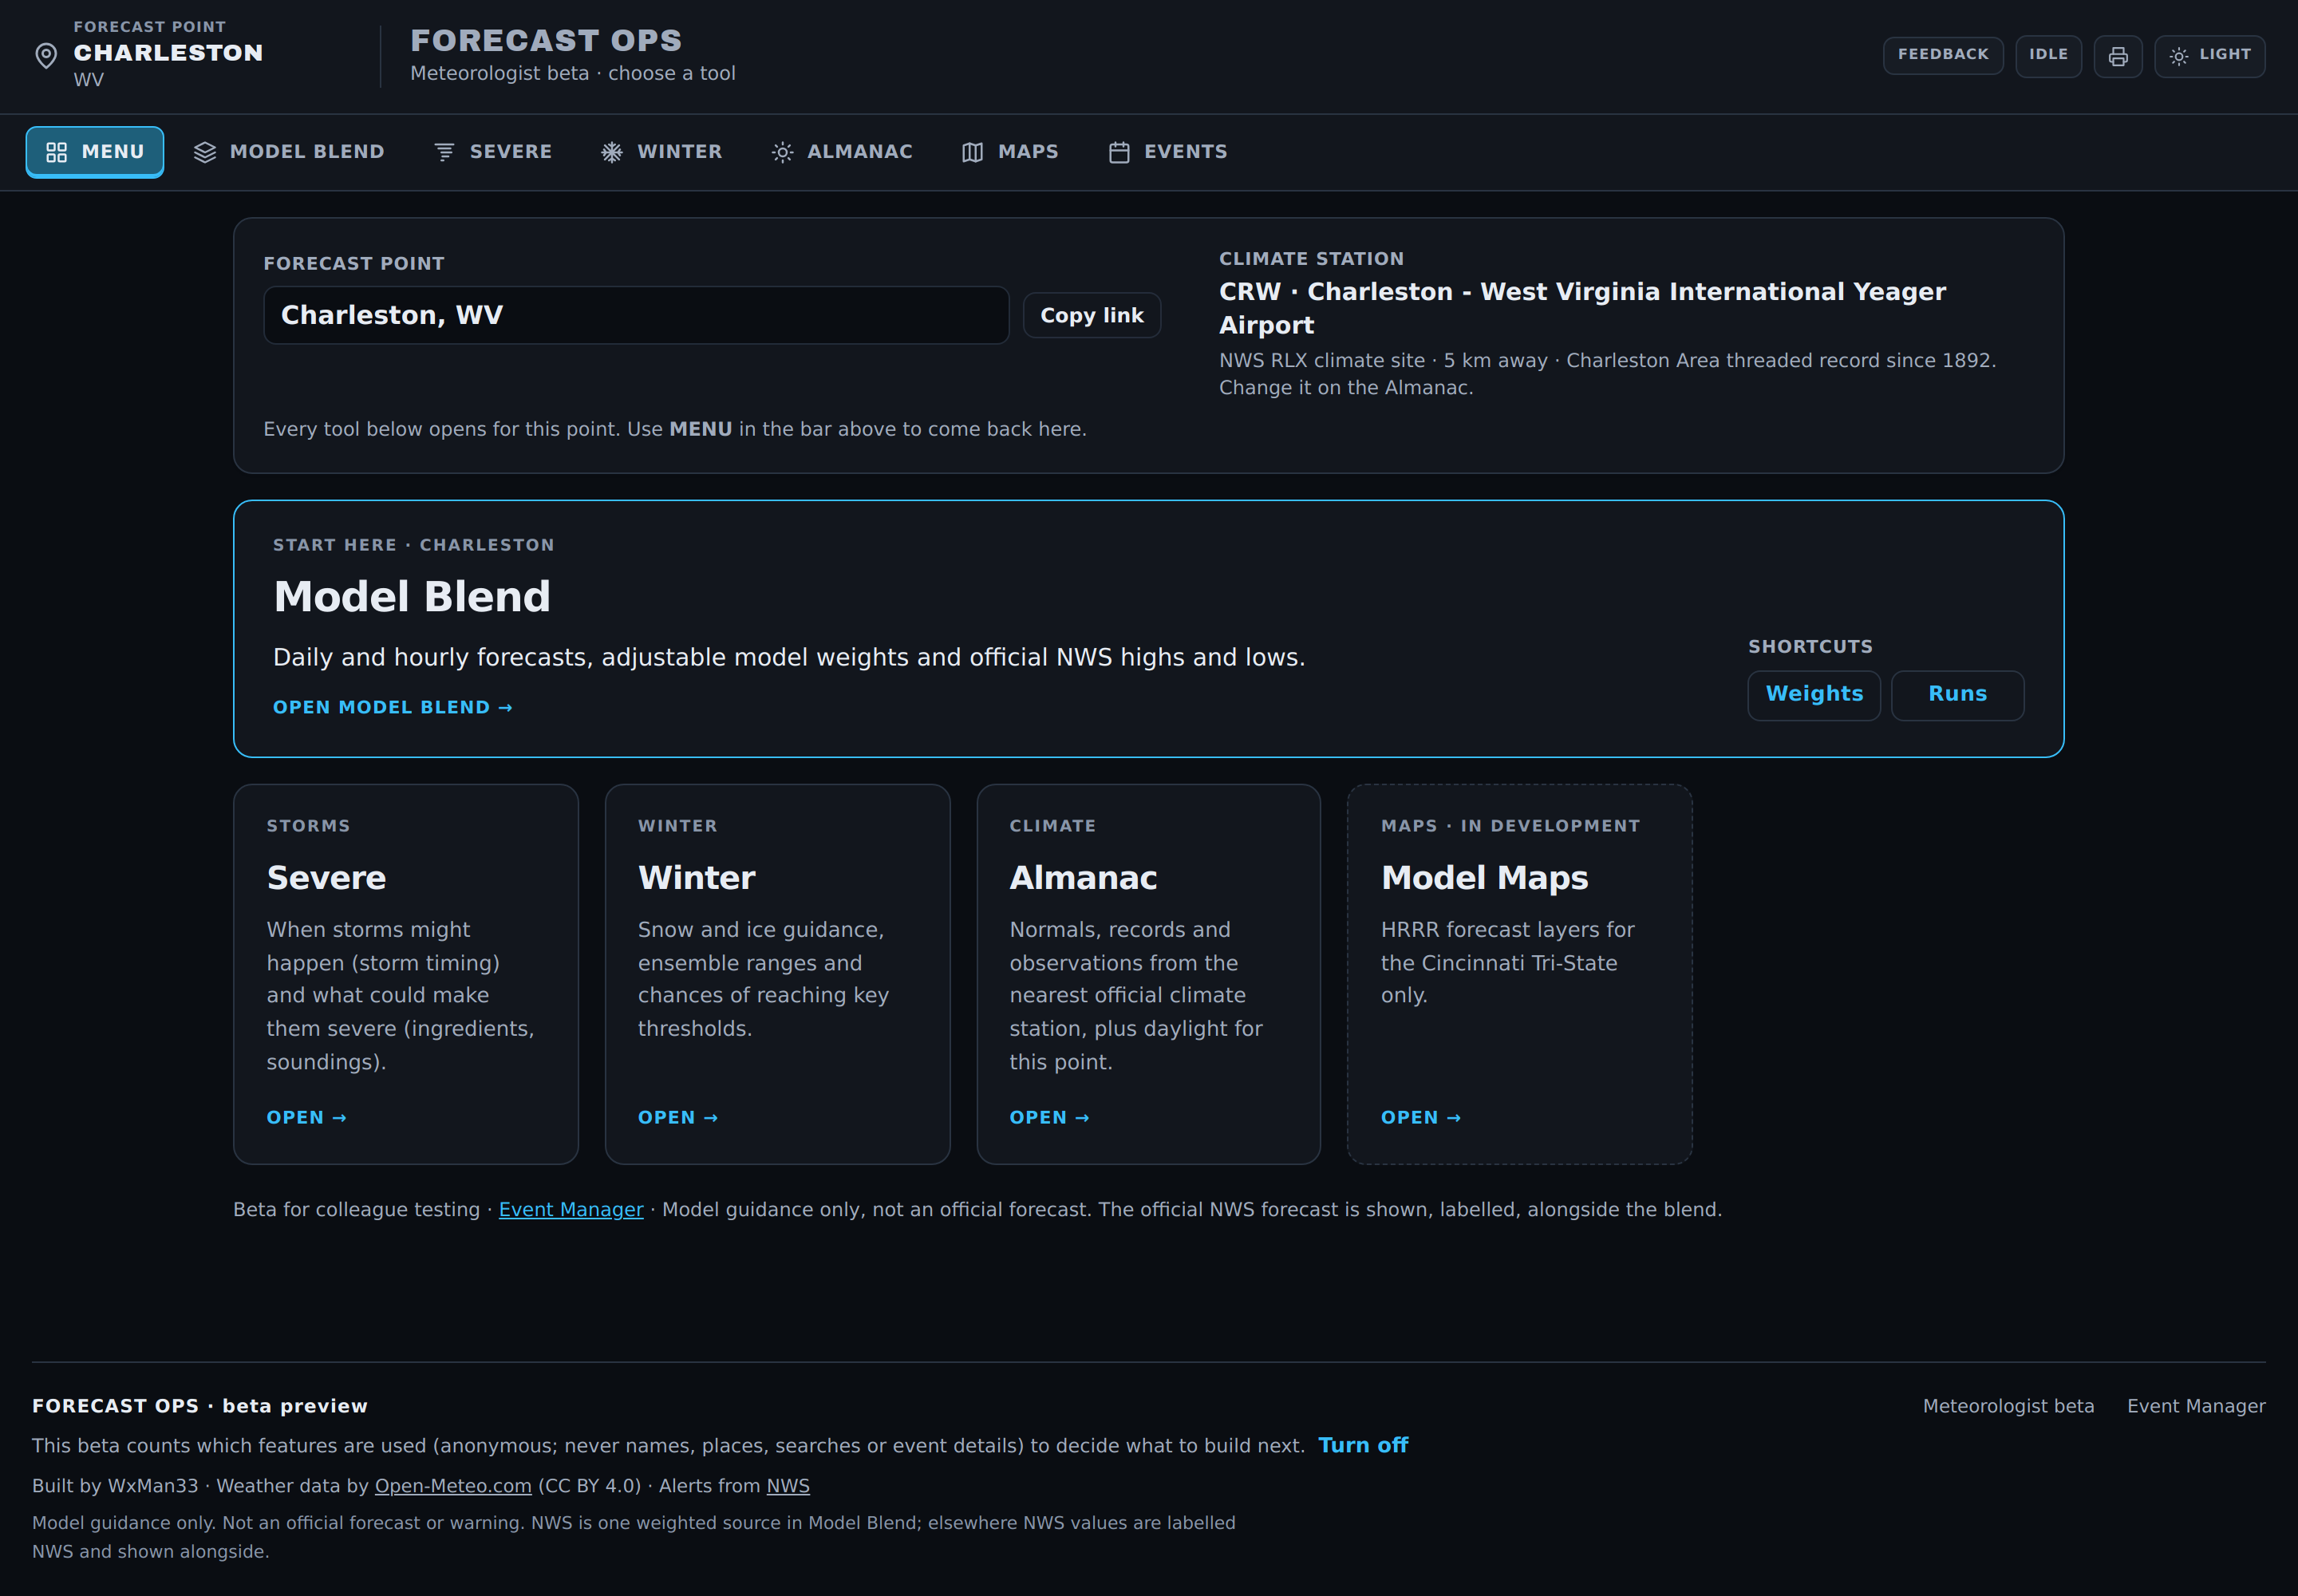 FORECAST POINT
CHARLESTON
WV
FORECAST OPS
Meteorologist beta · choose a tool
FEEDBACK
IDLE
LIGHT
MENU
MODEL BLEND
SEVERE
WINTER
ALMANAC
MAPS
EVENTS
FORECAST POINT
Charleston, WV
Copy link
CLIMATE STATION
CRW · Charleston - West Virginia International Yeager
Airport
NWS RLX climate site · 5 km away · Charleston Area threaded record since 1892.
Change it on the Almanac.
Every tool below opens for this point. Use MENU in the bar above to come back here.
START HERE · CHARLESTON
Model Blend
Daily and hourly forecasts, adjustable model weights and official NWS highs and lows.
OPEN MODEL BLEND →
SHORTCUTS
Weights
Runs
STORMS
Severe
When storms might
happen (storm timing)
and what could make
them severe (ingredients,
soundings).
OPEN →
WINTER
Winter
Snow and ice guidance,
ensemble ranges and
chances of reaching key
thresholds.
OPEN →
CLIMATE
Almanac
Normals, records and
observations from the
nearest official climate
station, plus daylight for
this point.
OPEN →
MAPS · IN DEVELOPMENT
Model Maps
HRRR forecast layers for
the Cincinnati Tri-State
only.
OPEN →
Beta for colleague testing · Event Manager · Model guidance only, not an official forecast. The official NWS forecast is shown, labelled, alongside the blend.
FORECAST OPS · beta preview
Meteorologist beta
Event Manager
This beta counts which features are used (anonymous; never names, places, searches or event details) to decide what to build next. Turn off
Built by WxMan33 · Weather data by Open-Meteo.com (CC BY 4.0) · Alerts from NWS
Model guidance only. Not an official forecast or warning. NWS is one weighted source in Model Blend; elsewhere NWS values are labelled
NWS and shown alongside.